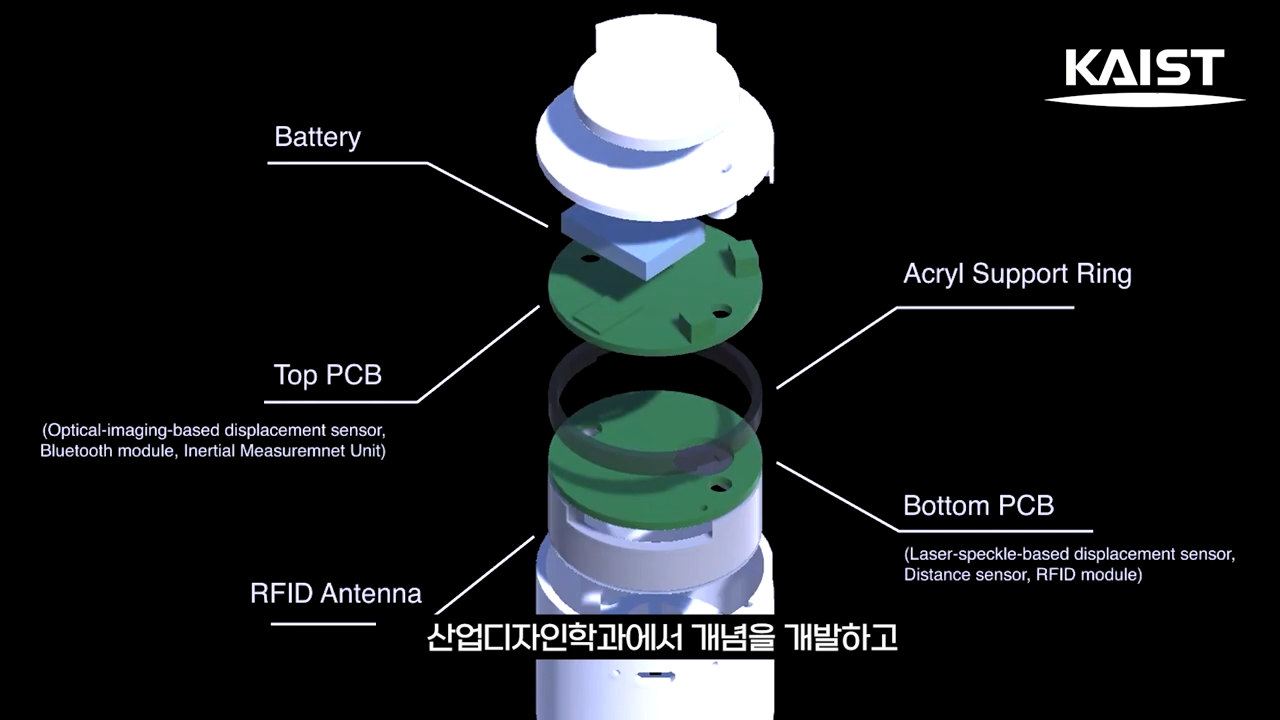 KAIST
Battery
Acryl Support Ring
Top PCB
(Optical-imaging-based displacement sensor,
Bluetooth module, Inertial Measuremnet Unit)
Bottom PCB
(Laser-speckle-based displacement sensor,
Distance sensor, RFID module)
RFID Antenna
산업디자인학과에서 개념을 개발하고